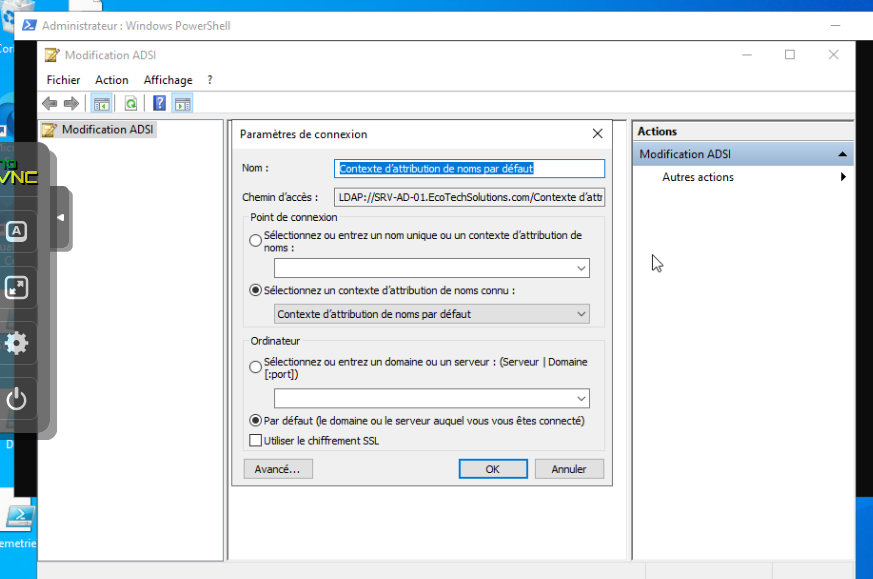 Administrateur : Windows PowerShell
Modification ADSI
Fichier Action Affichage ?
Modification ADSI
Paramètres de connexion
Nom :
Contexte d'attribution de noms par défaut
Chemin d'accès :
LDAP://SRV-AD-01.EcoTechSolutions.com/Contexte d'attr
Point de connexion
Sélectionnez ou entrez un nom unique ou un contexte d'attribution de
noms :
Sélectionnez un contexte d'attribution de noms connu :
Contexte d'attribution de noms par défaut
Ordinateur
Sélectionnez ou entrez un domaine ou un serveur : (Serveur | Domaine
[:port])
Par défaut (le domaine ou le serveur auquel vous vous êtes connecté)
Utiliser le chiffrement SSL
Avancé...
OK
Annuler
Actions
Modification ADSI
Autres actions
VNC
A
emetrie